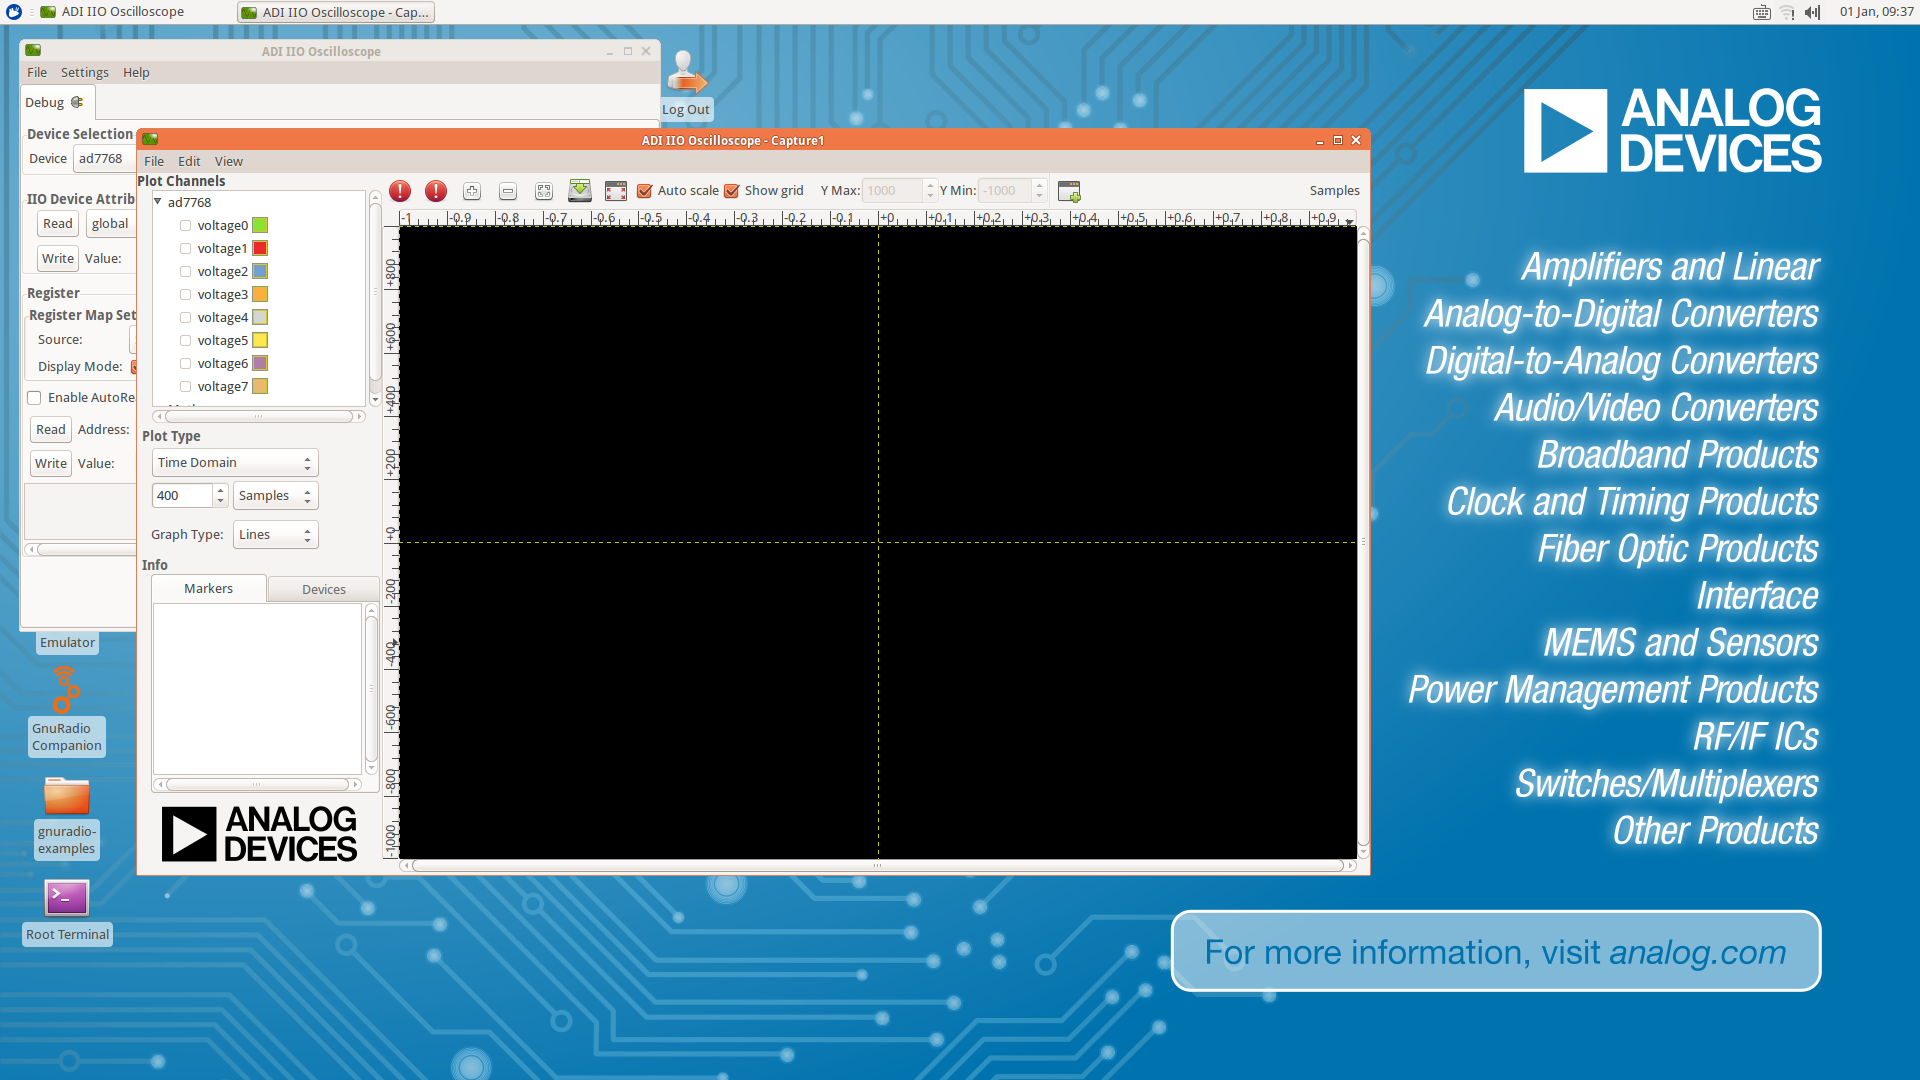 ADI IIO Oscilloscope
ADI IIO Oscilloscope - Cap...
01 Jan, 09:37
ADI IIO Oscilloscope
File Settings Help
Debug
Device Selection
Device ad7768
IIO Device Attrib
Read global
Write Value:
Register
Register Map Set
Source:
Display Mode:
Enable AutoRe
Read Address:
Write Value:
Log Out
Emulator
GnuRadio
Companion
gnuradio-
examples
Root Terminal
ADI IIO Oscilloscope - Capture1
File Edit View
Plot Channels
ad7768
voltage0
voltage1
voltage2
voltage3
voltage4
voltage5
voltage6
voltage7
Plot Type
Time Domain
400 Samples
Graph Type: Lines
Info
Markers Devices
ANALOG
DEVICES
Auto scale Show grid Y Max: 1000 Y Min: -1000 Samples
-1 -0.9 -0.8 -0.7 -0.6 -0.5 -0.4 -0.3 -0.2 -0.1 +0 +0.1 +0.2 +0.3 +0.4 +0.5 +0.6 +0.7 +0.8 +0.9
+800
+600
+400
+200
+0
-200
-400
-600
-800
-1000
ANALOG
DEVICES
Amplifiers and Linear
Analog-to-Digital Converters
Digital-to-Analog Converters
Audio/Video Converters
Broadband Products
Clock and Timing Products
Fiber Optic Products
Interface
MEMS and Sensors
Power Management Products
RF/IF ICs
Switches/Multiplexers
Other Products
For more information, visit analog.com